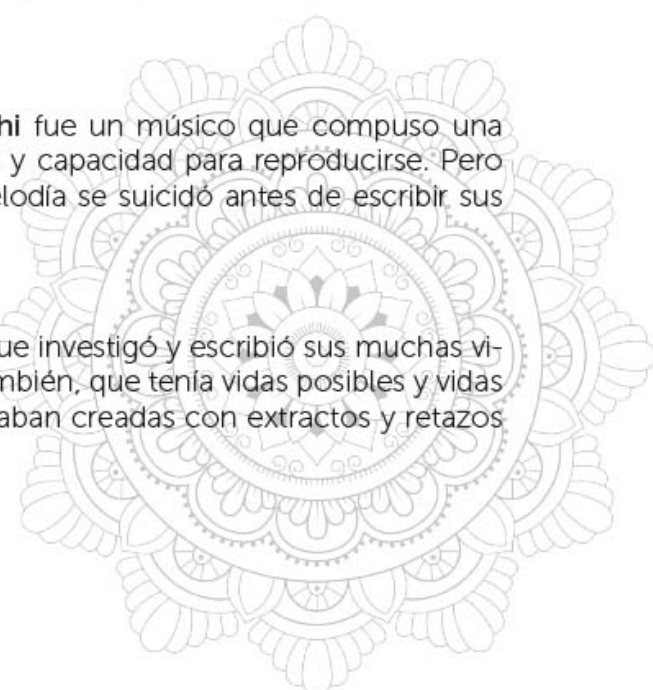 hi fue un músico que compuso una
y capacidad para reproducirse. Pero
elodía se suicidó antes de escribir sus
ue investigó y escribió sus muchas vi-
mbién, que tenía vidas posibles y vidas
aban creadas con extractos y retazos